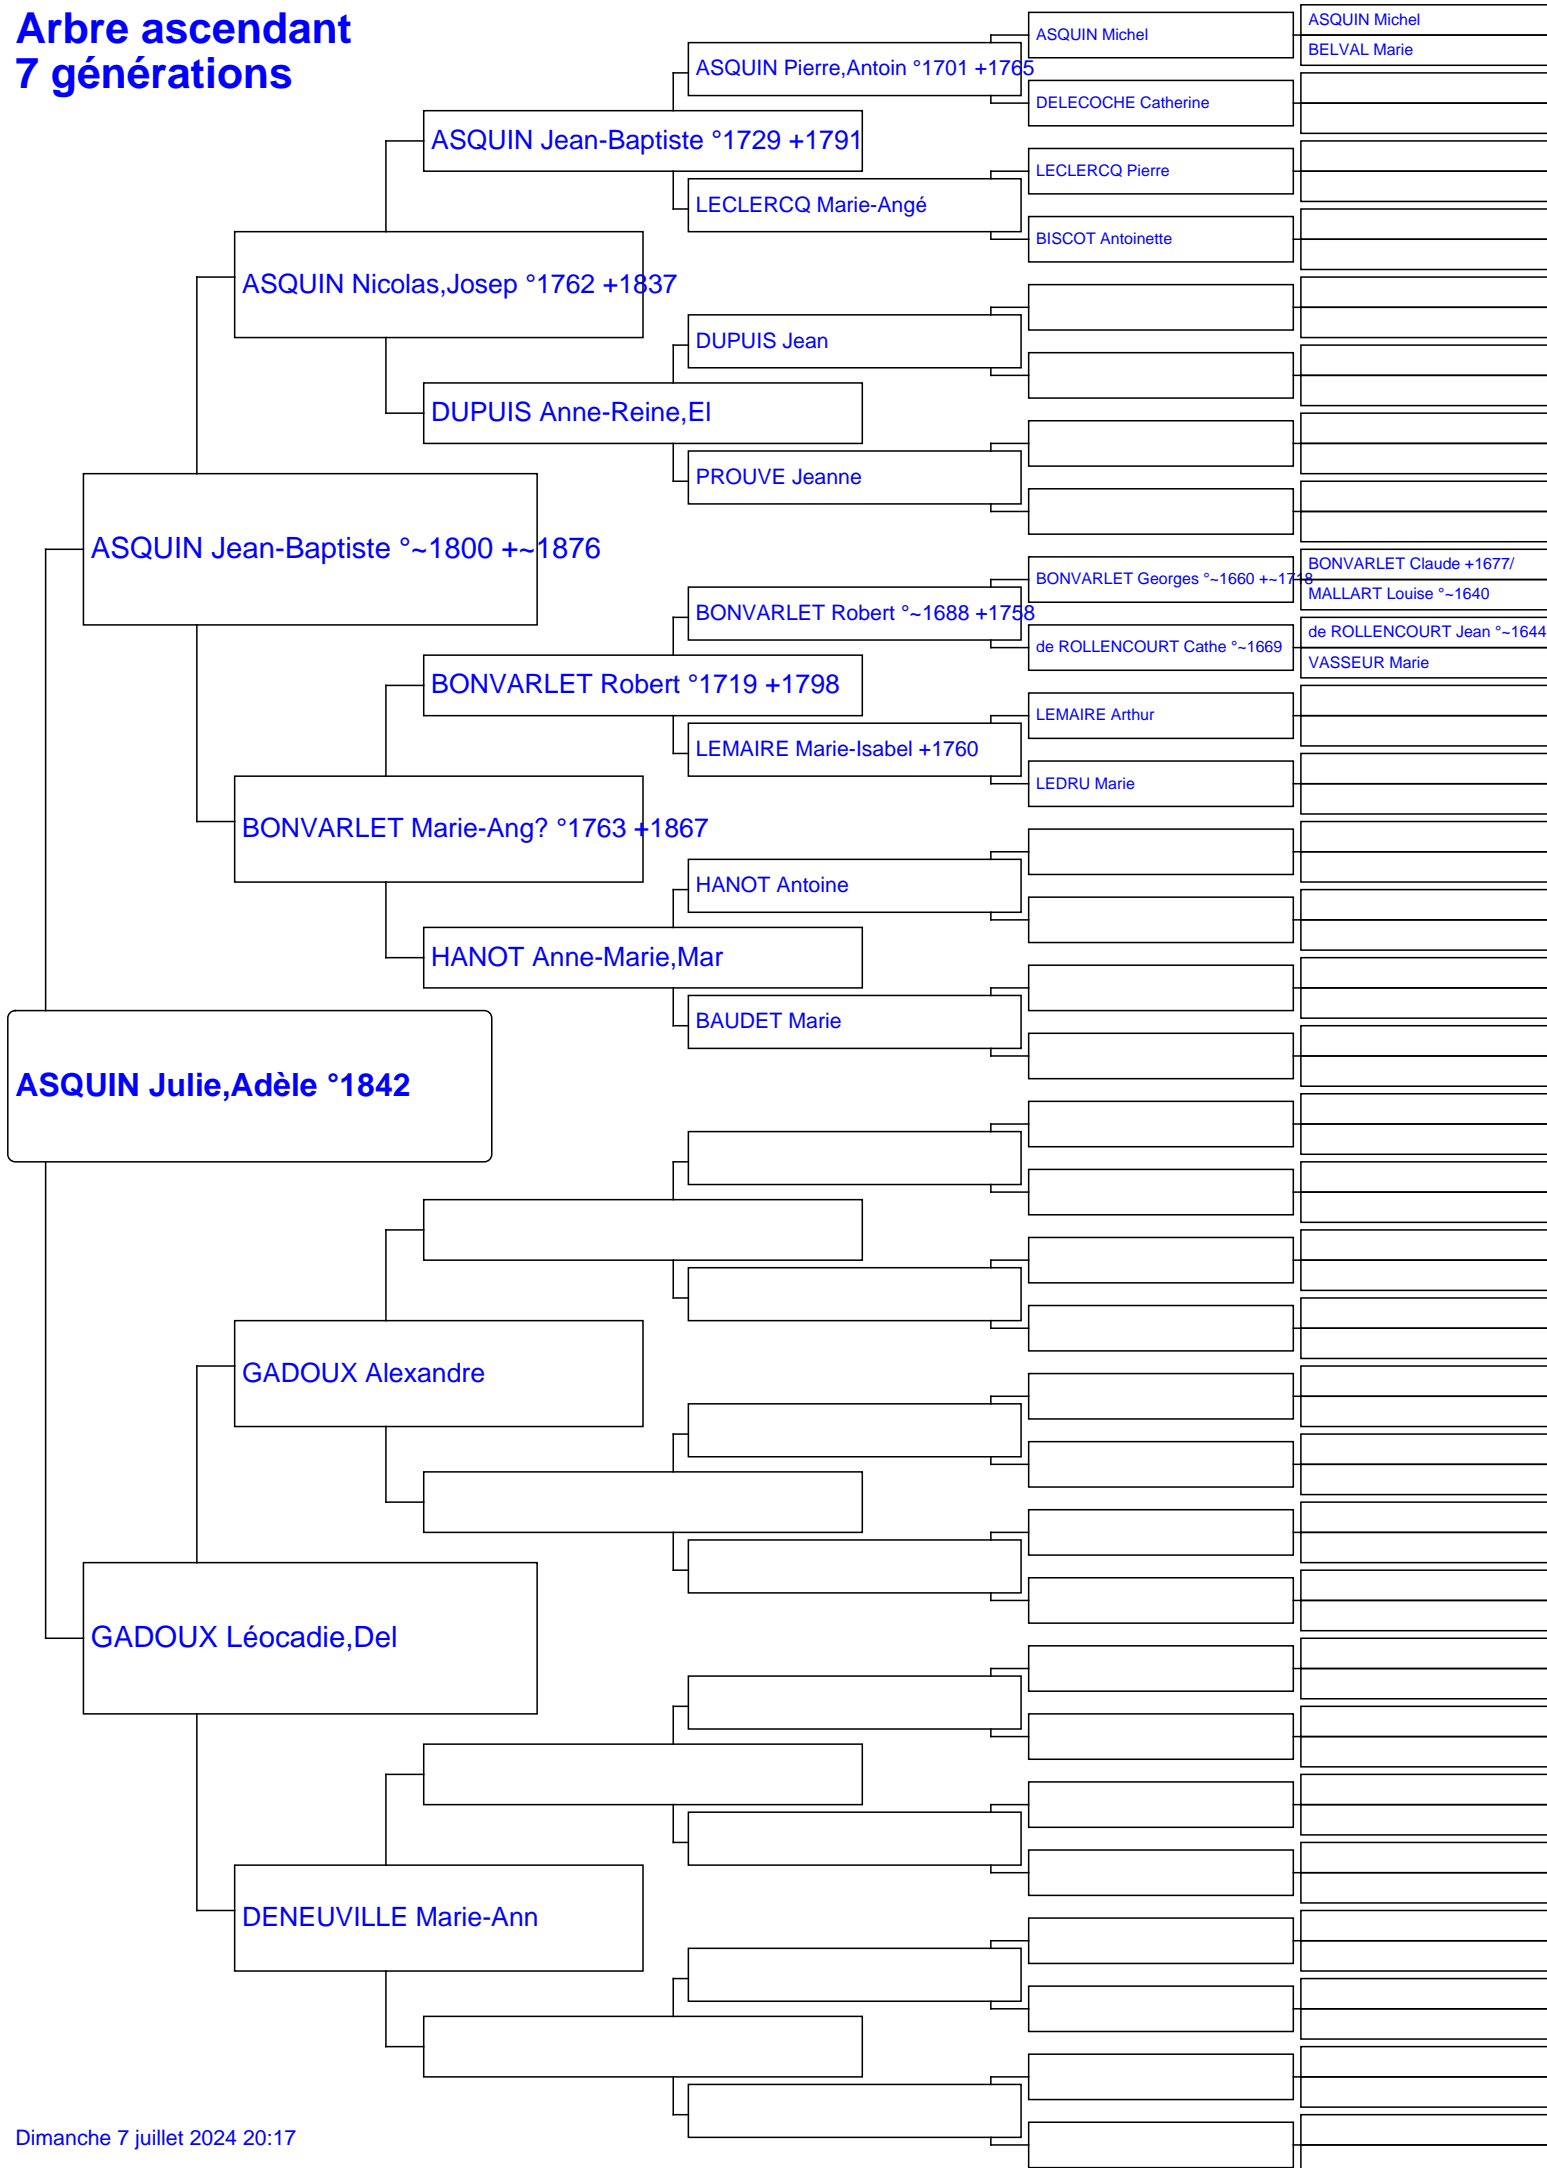 Arbre ascendant
7 générations
ASQUIN Julie,Adèle °1842
ASQUIN Jean-Baptiste °~1800 +~1876
GADOUX Léocadie,Del
ASQUIN Nicolas,Josep °1762 +1837
BONVARLET Marie-Ang? °1763 +1867
GADOUX Alexandre
DENEUVILLE Marie-Ann
ASQUIN Jean-Baptiste °1729 +1791
DUPUIS Anne-Reine,El
BONVARLET Robert °1719 +1798
HANOT Anne-Marie,Mar
ASQUIN Pierre,Antoin °1701 +1765
LECLERCQ Marie-Angé
DUPUIS Jean
PROUVE Jeanne
BONVARLET Robert °~1688 +1758
LEMAIRE Marie-Isabel +1760
HANOT Antoine
BAUDET Marie
ASQUIN Michel
DELECOCHE Catherine
LECLERCQ Pierre
BISCOT Antoinette
BONVARLET Georges °~1660 +~1718
de ROLLENCOURT Cathe °~1669
LEMAIRE Arthur
LEDRU Marie
ASQUIN Michel
BELVAL Marie
BONVARLET Claude +1677/
MALLART Louise °~1640
de ROLLENCOURT Jean °~1644
VASSEUR Marie
Dimanche 7 juillet 2024 20:17